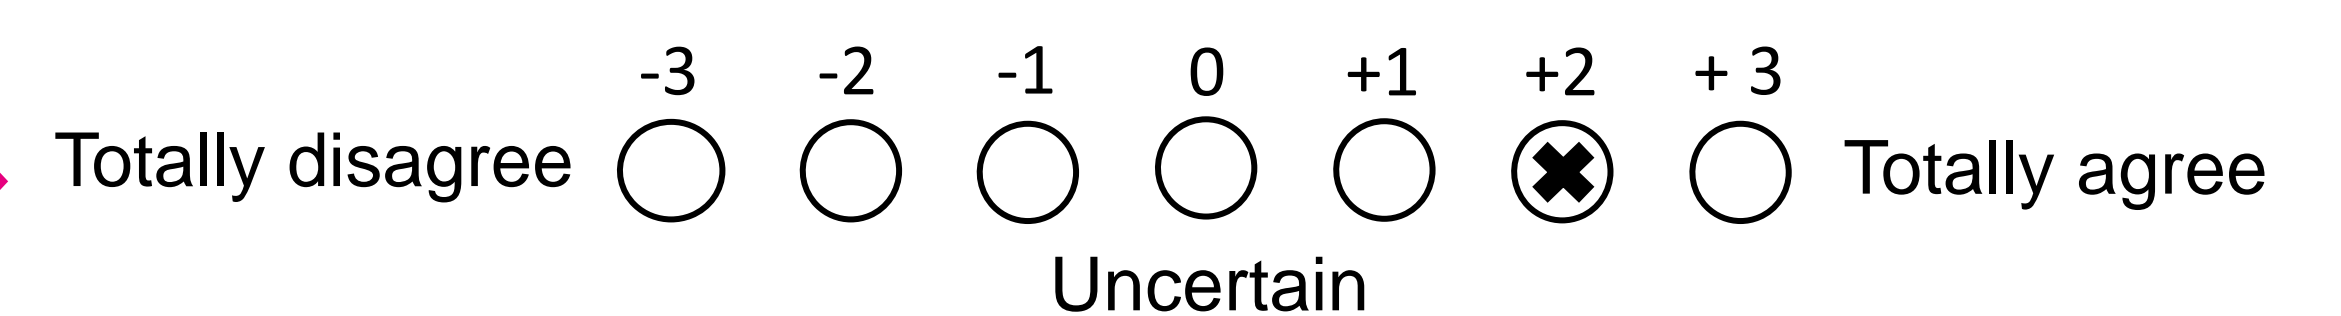 -3 -2 -1 0 +1 +2 + 3
Totally disagree Totally agree
Uncertain